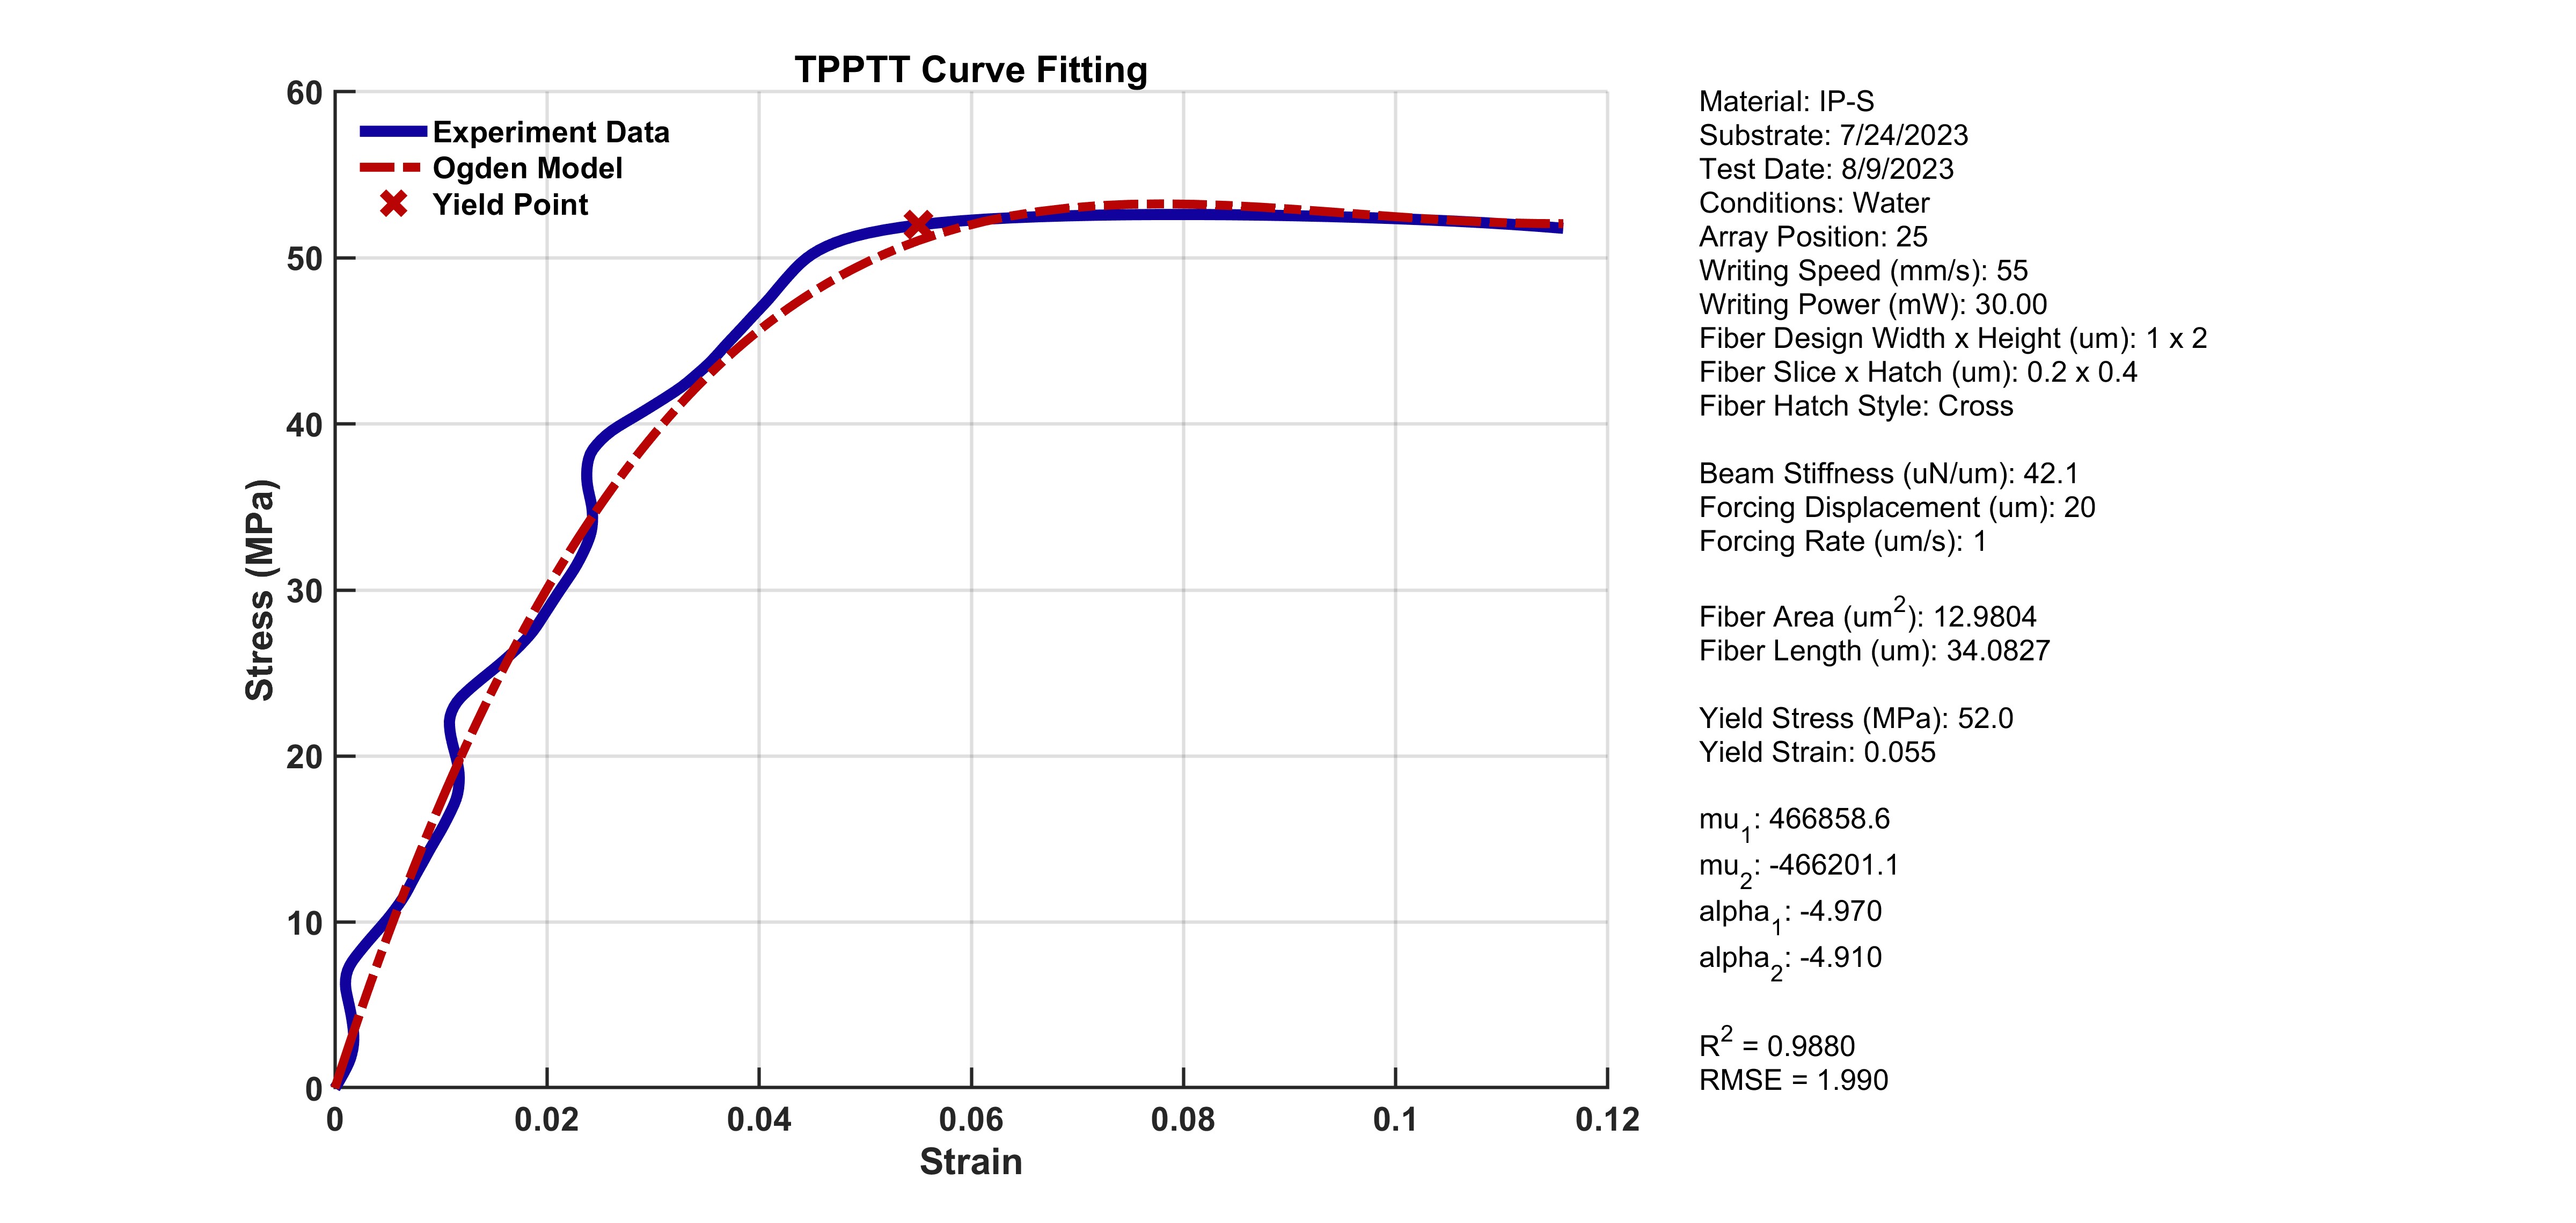 TPPTT Curve Fitting
60
50
40
30
20
10
0
Stress (MPa)
Experiment Data
Ogden Model
Yield Point
0
0.02
0.04
0.06
0.08
0.1
0.12
Strain
Material: IP-S
Substrate: 7/24/2023
Test Date: 8/9/2023
Conditions: Water
Array Position: 25
Writing Speed (mm/s): 55
Writing Power (mW): 30.00
Fiber Design Width x Height (um): 1 x 2
Fiber Slice x Hatch (um): 0.2 x 0.4
Fiber Hatch Style: Cross
Beam Stiffness (uN/um): 42.1
Forcing Displacement (um): 20
Forcing Rate (um/s): 1
Fiber Area (um²): 12.9804
Fiber Length (um): 34.0827
Yield Stress (MPa): 52.0
Yield Strain: 0.055
mu₁: 466858.6
mu₂: -466201.1
alpha₁: -4.970
alpha₂: -4.910
R² = 0.9880
RMSE = 1.990